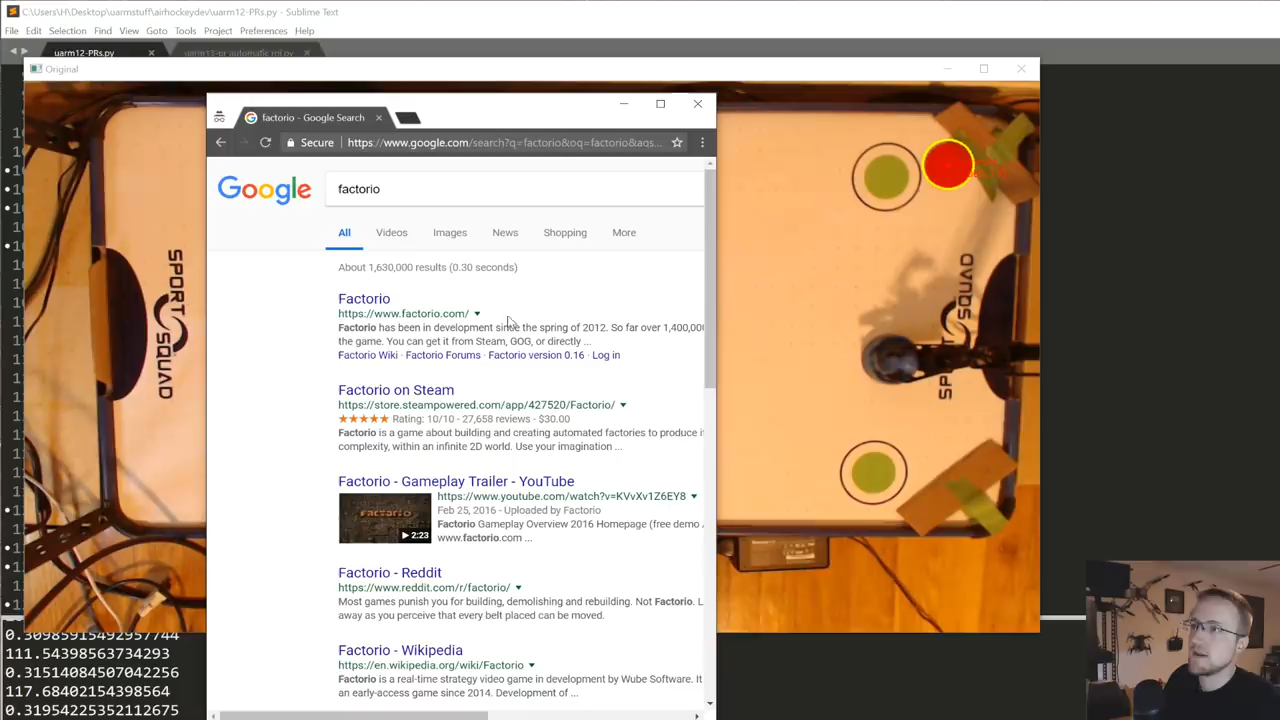 C:\Users\H\Desktop\uarmstuff\airhockeydev\uarm12-PRs.py - Sublime Text
File Edit Selection Find View Goto Tools Project Preferences Help
uarm12-PRs.py
Original
factorio - Google Search
Secure https://www.google.com/search?q=factorio&oq=factorio&aqs...
Google factorio
All Videos Images News Shopping More
About 1,630,000 results (0.30 seconds)
Factorio
https://www.factorio.com/
Factorio has been in development since the spring of 2012. So far over 1,400,00
the game. You can get it from Steam, GOG, or directly ...
Factorio Wiki · Factorio Forums · Factorio version 0.16 · Log in
Factorio on Steam
https://store.steampowered.com/app/427520/Factorio/
Rating: 10/10 - 27,658 reviews - $30.00
Factorio is a game about building and creating automated factories to produce it
complexity, within an infinite 2D world. Use your imagination ...
Factorio - Gameplay Trailer - YouTube
https://www.youtube.com/watch?v=KVvXv1Z6EY8
Feb 25, 2016 - Uploaded by Factorio
Factorio Gameplay Overview 2016 Homepage (free demo
www.factorio.com ...
FACTORIO
2:23
Factorio - Reddit
https://www.reddit.com/r/factorio/
Most games punish you for building, demolishing and rebuilding. Not Factorio. L
away as you perceive that every belt placed can be moved.
Factorio - Wikipedia
https://en.wikipedia.org/wiki/Factorio
Factorio is a real-time strategy video game in development by Wube Software. It
an early-access game since 2014. Development of ...
SPORT SQUAD
SPORT SQUAD
0.30985915492957744
111.54398563734293
0.31514084507042256
117.68402154398564
0.31954225352112675